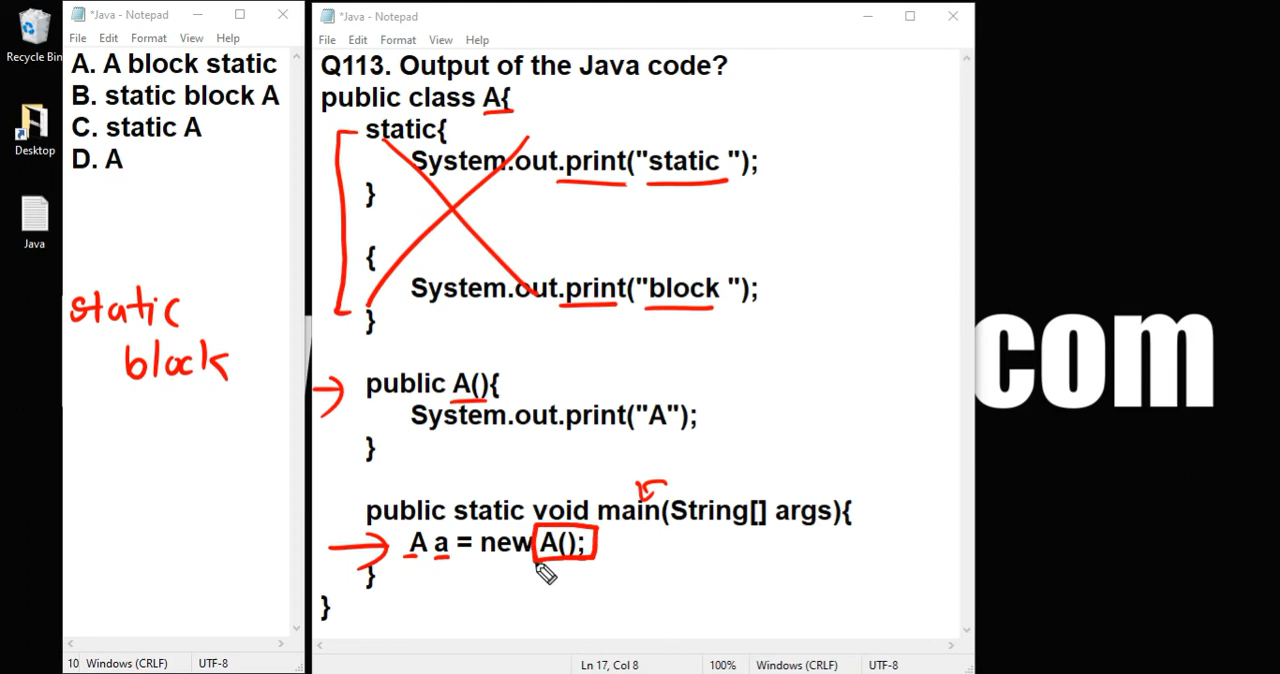 *Java - Notepad
File Edit Format View Help
A. A block static
B. static block A
C. static A
D. A
static
block
10 Windows (CRLF) UTF-8
Recycle Bin
Desktop
Java
*Java - Notepad
File Edit Format View Help
Q113. Output of the Java code?
public class A{
static{
System.out.print("static ");
}
{
System.out.print("block ");
}
public A(){
System.out.print("A");
}
public static void main(String[] args){
A a = new A();
}
}
Ln 17, Col 8 100% Windows (CRLF) UTF-8
com